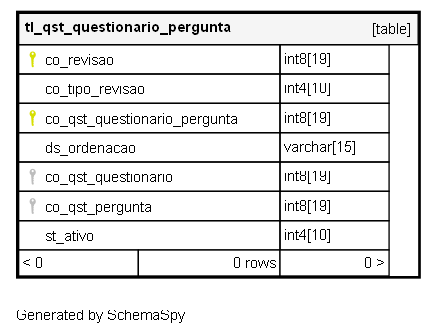 tl_qst_questionario_pergunta [table]
co_revisao int8[19]
co_tipo_revisao int4[10]
co_qst_questionario_pergunta int8[19]
ds_ordenacao varchar[15]
co_qst_questionario int8[19]
co_qst_pergunta int8[19]
st_ativo int4[10]
< 0 0 rows 0 >
Generated by SchemaSpy